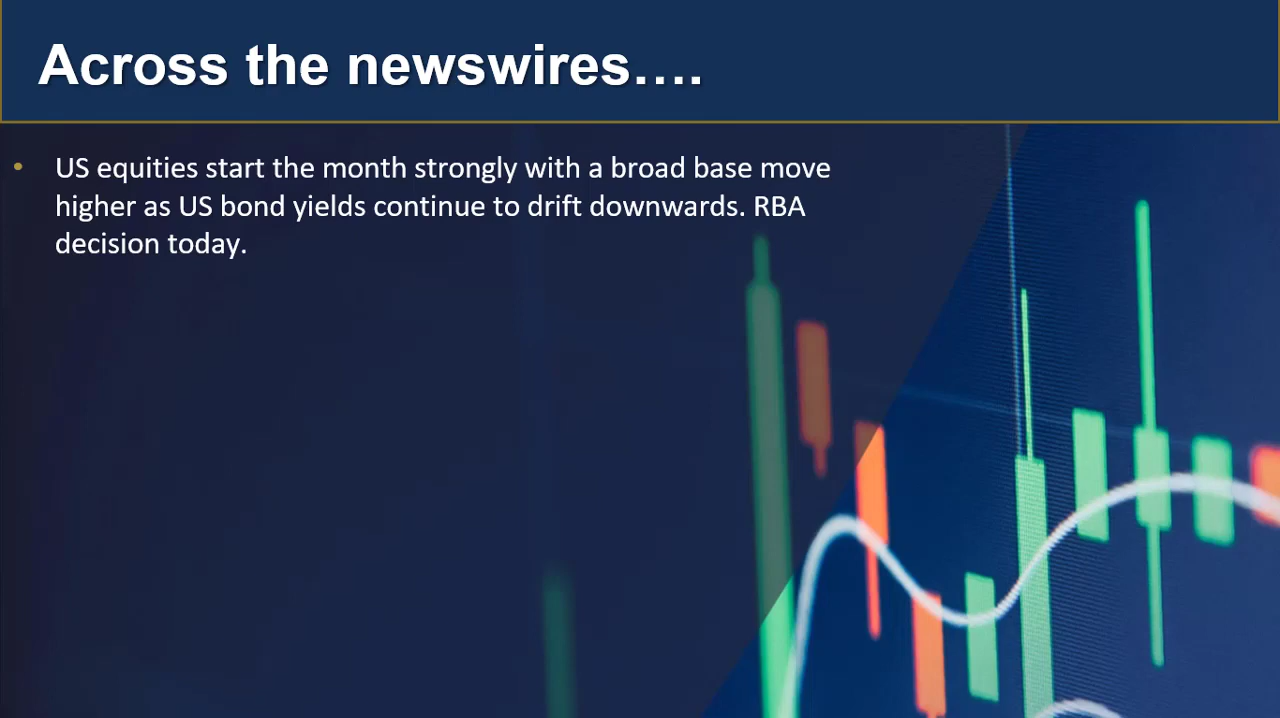 Across the newswires….
• US equities start the month strongly with a broad base move
higher as US bond yields continue to drift downwards. RBA
decision today.